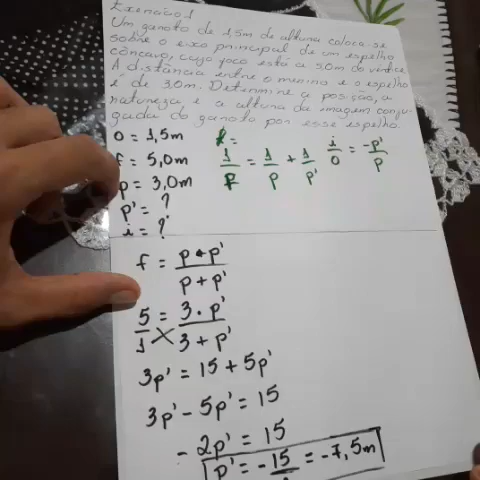 Exercício 1
Um garoto de 1,5m de altura coloca-se
sobre o eixo principal de um espelho
côncavo, cujo foco está a 5,0m do vértice.
A distância entre o menino e o espelho
é de 3,0m. Determine a posição, a
natureza e a altura da imagem conju-
gada do garoto por esse espelho.
o = 1,5m
f = 5,0m
p = 3,0m
p' = ?
i = ?
1/f = 1/p + 1/p' i/o = -p'/p
f = p • p' / p + p'
5/1 = 3 . p' / 3 + p'
3p' = 15 + 5p'
3p' - 5p' = 15
- 2p' = 15
p' = -15/ = -7,5m